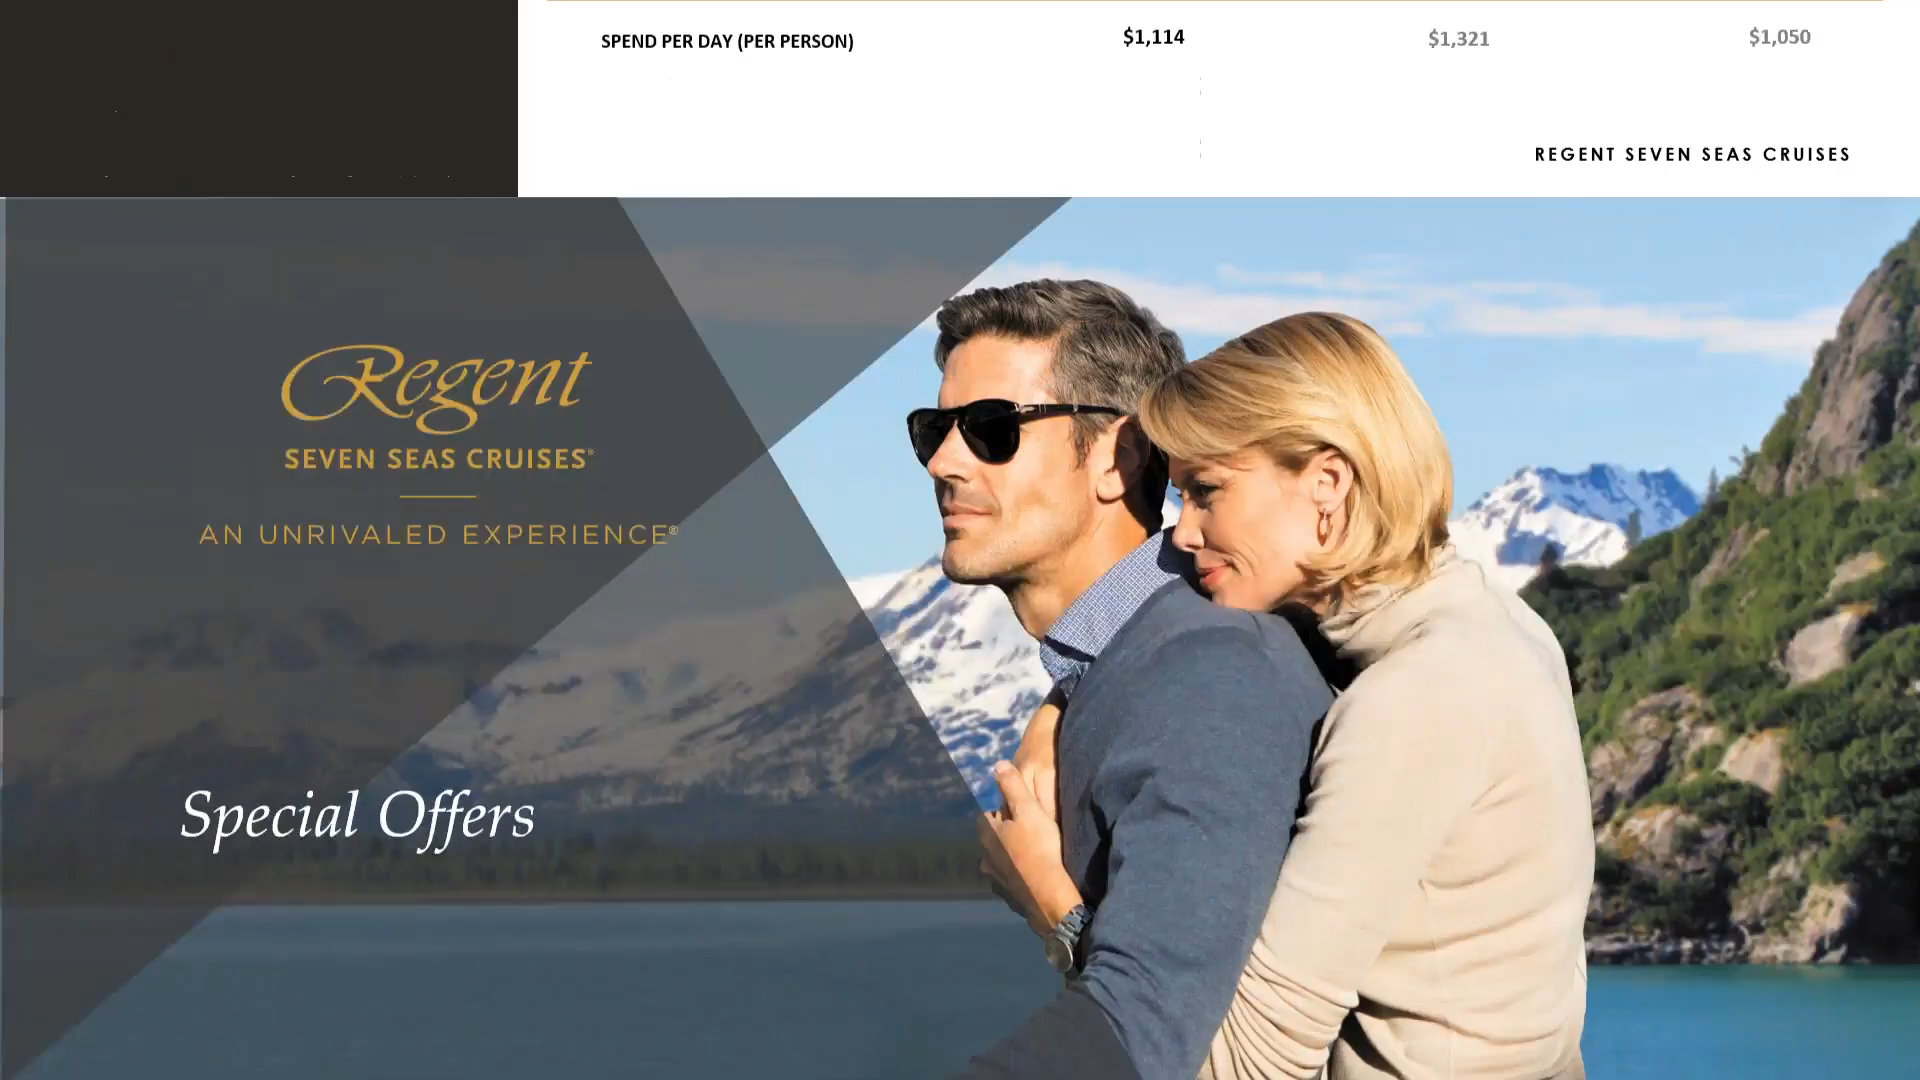 SPEND PER DAY (PER PERSON) $1,114 $1,321 $1,050
REGENT SEVEN SEAS CRUISES
Regent
SEVEN SEAS CRUISES®
AN UNRIVALED EXPERIENCE®
Special Offers